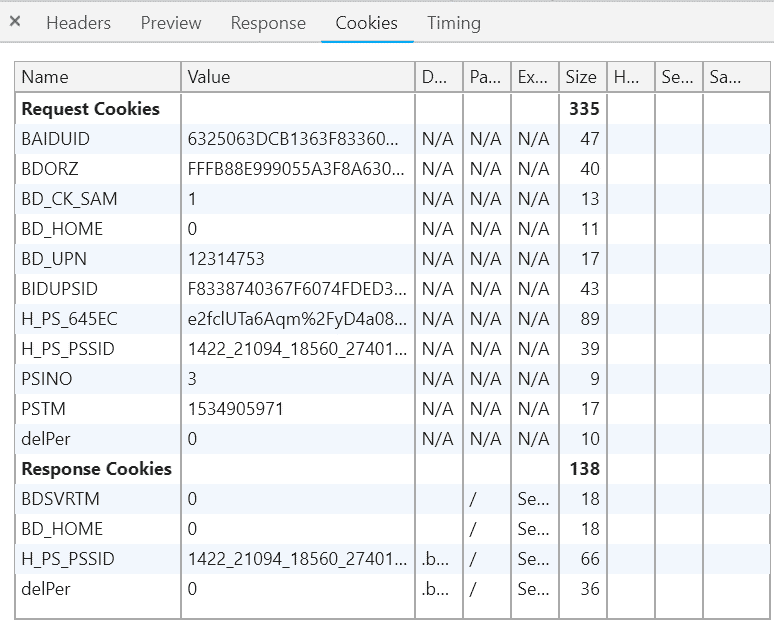 × Headers Preview Response Cookies Timing
Name Value D... Pa... Ex... Size H... Se... Sa...
Request Cookies 335
BAIDUID 6325063DCB1363F83360... N/A N/A N/A 47
BDORZ FFFB88E999055A3F8A630... N/A N/A N/A 40
BD_CK_SAM 1 N/A N/A N/A 13
BD_HOME 0 N/A N/A N/A 11
BD_UPN 12314753 N/A N/A N/A 17
BIDUPSID F8338740367F6074FDED3... N/A N/A N/A 43
H_PS_645EC e2fclUTa6Aqm%2FyD4a08... N/A N/A N/A 89
H_PS_PSSID 1422_21094_18560_27401... N/A N/A N/A 39
PSINO 3 N/A N/A N/A 9
PSTM 1534905971 N/A N/A N/A 17
delPer 0 N/A N/A N/A 10
Response Cookies 138
BDSVRTM 0 / Se... 18
BD_HOME 0 / Se... 18
H_PS_PSSID 1422_21094_18560_27401... .b... / Se... 66
delPer 0 .b... / Se... 36